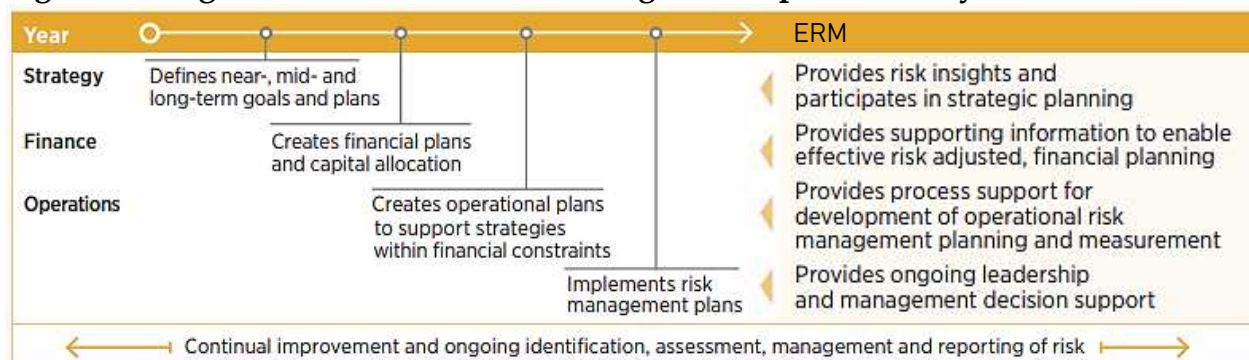 Year
ERM
Strategy
Defines near-, mid- and
long-term goals and plans
Provides risk insights and
participates in strategic planning
Finance
Creates financial plans
and capital allocation
Provides supporting information to enable
effective risk adjusted, financial planning
Operations
Creates operational plans
to support strategies
within financial constraints
Provides process support for
development of operational risk
management planning and measurement
Implements risk
management plans
Provides ongoing leadership
and management decision support
Continual improvement and ongoing identification, assessment, management and reporting of risk